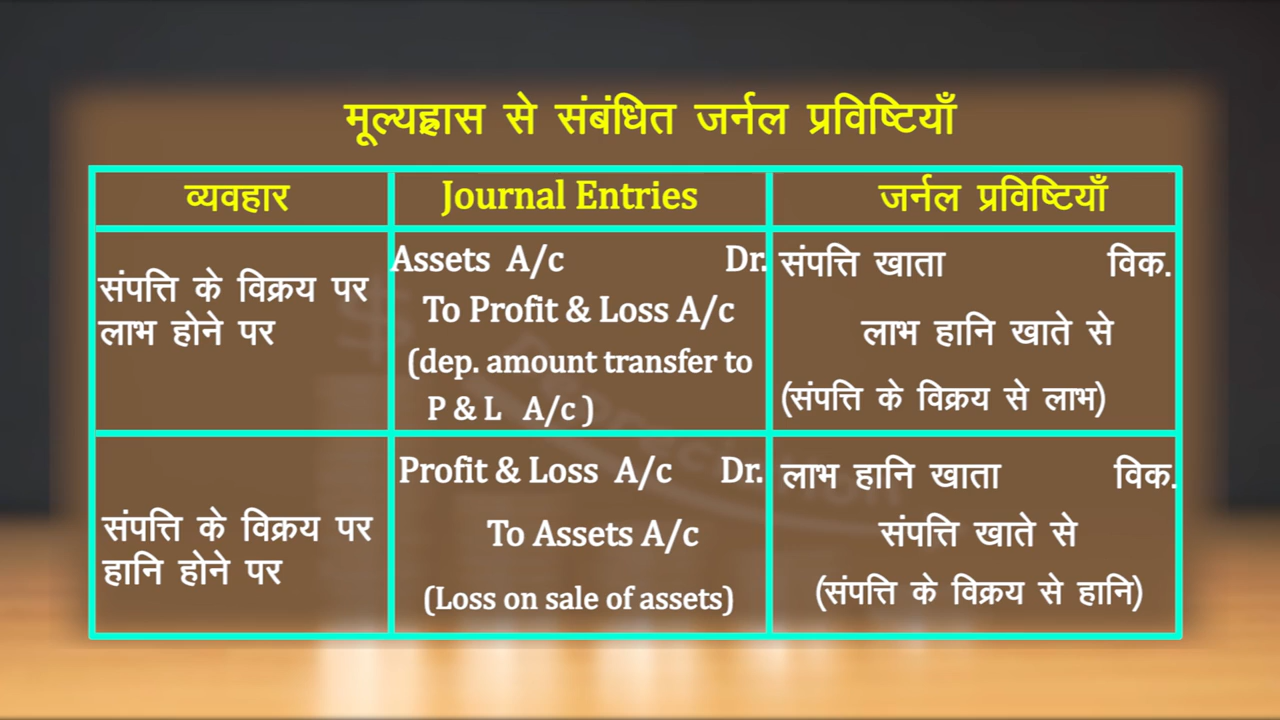 मूल्यह्रास से संबंधित जर्नल प्रविष्टियाँ
व्यवहार
Journal Entries
जर्नल प्रविष्टियाँ
संपत्ति के विक्रय पर
लाभ होने पर
Assets A/c Dr.
To Profit & Loss A/c
(dep. amount transfer to
P & L A/c )
संपत्ति खाता विक.
लाभ हानि खाते से
(संपत्ति के विक्रय से लाभ)
संपत्ति के विक्रय पर
हानि होने पर
Profit & Loss A/c Dr.
To Assets A/c
(Loss on sale of assets)
लाभ हानि खाता विक.
संपत्ति खाते से
(संपत्ति के विक्रय से हानि)
Depreciation